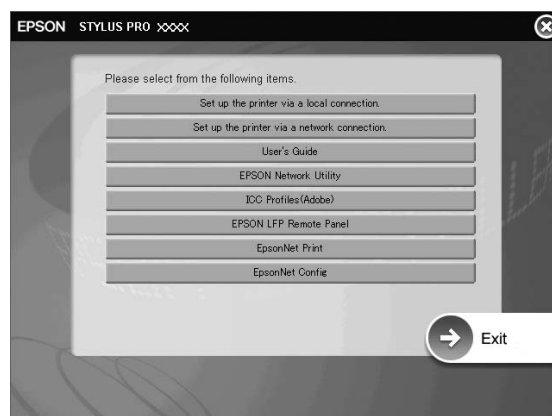 EPSON STYLUS PRO XXXX
Please select from the following items.
Set up the printer via a local connection.
Set up the printer via a network connection.
User's Guide
EPSON Network Utility
ICC Profiles(Adobe)
EPSON LFP Remote Panel
EpsonNet Print
EpsonNet Config
Exit